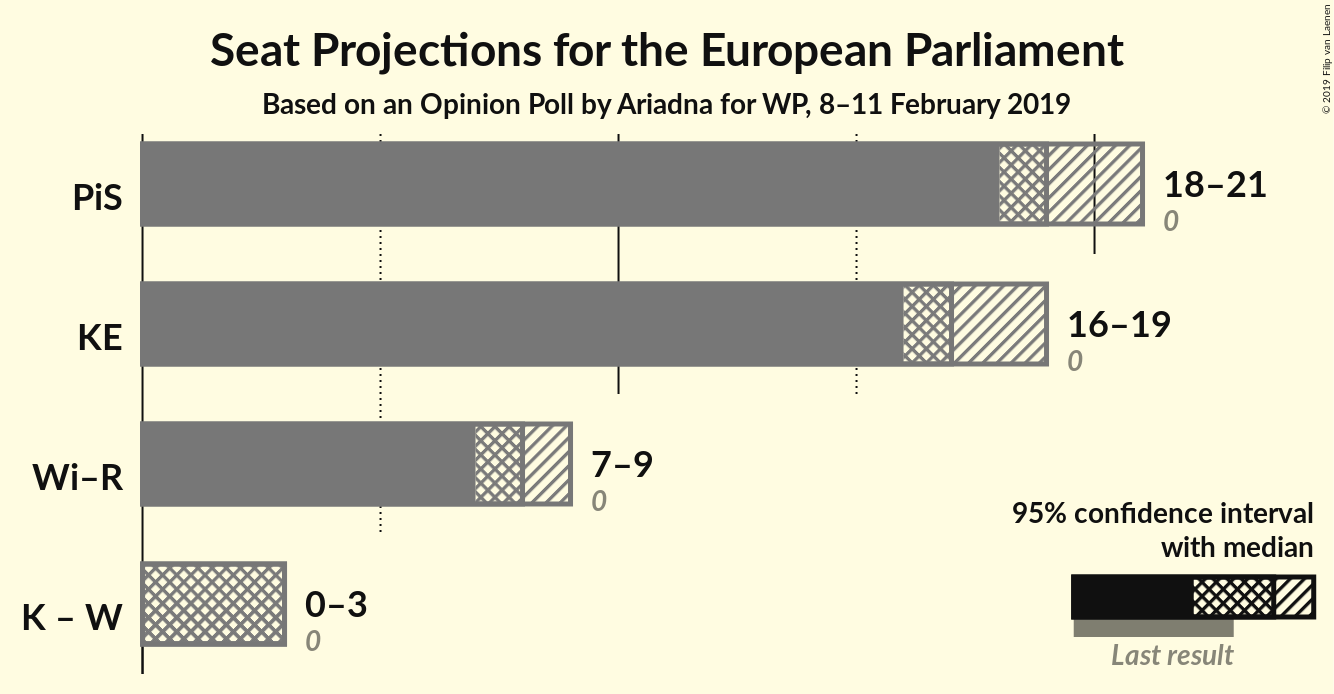 Seat Projections for the European Parliament
Based on an Opinion Poll by Ariadna for WP, 8–11 February 2019
© 2019 Filip van Laenen
PiS
18–21
0
KE
16–19
0
Wi–R
7–9
0
K – W
0–3
0
95% confidence interval
with median
Last result